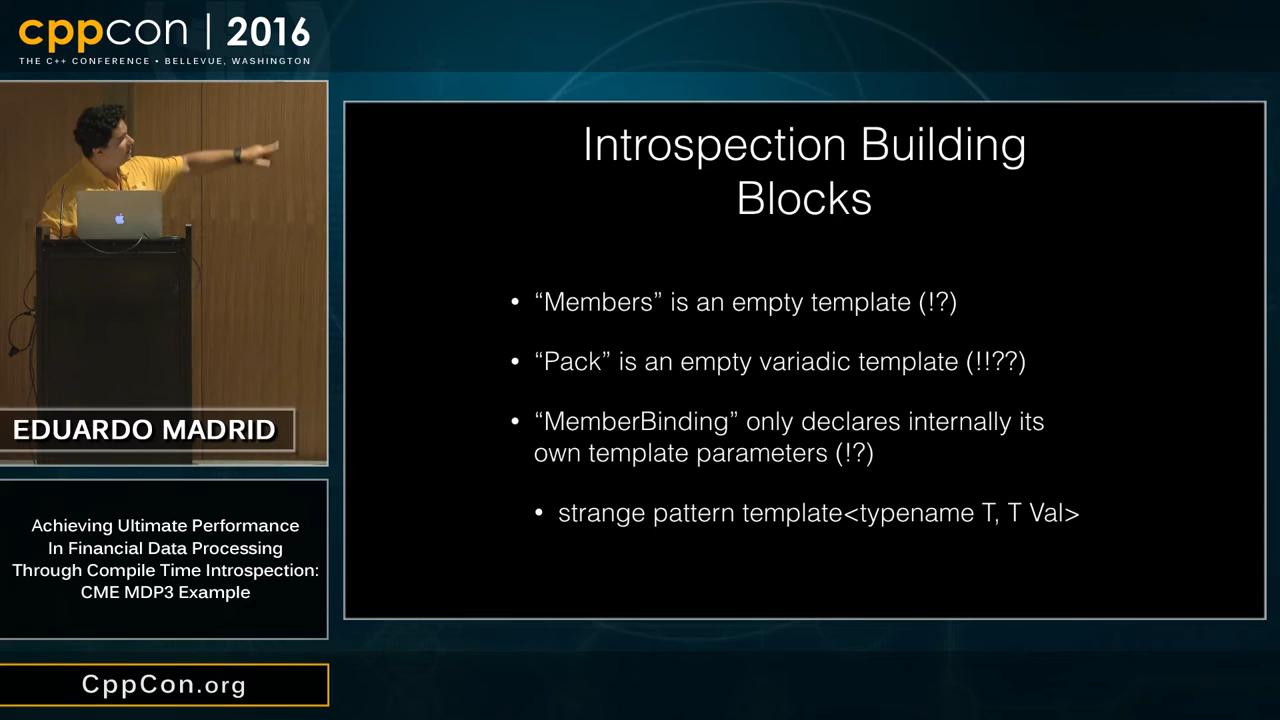 cppcon | 2016
THE C++ CONFERENCE • BELLEVUE, WASHINGTON
Introspection Building
Blocks
• “Members” is an empty template (!?)
• “Pack” is an empty variadic template (!!??)
• “MemberBinding” only declares internally its
own template parameters (!?)
• strange pattern template<typename T, T Val>
EDUARDO MADRID
Achieving Ultimate Performance
In Financial Data Processing
Through Compile Time Introspection:
CME MDP3 Example
CppCon.org